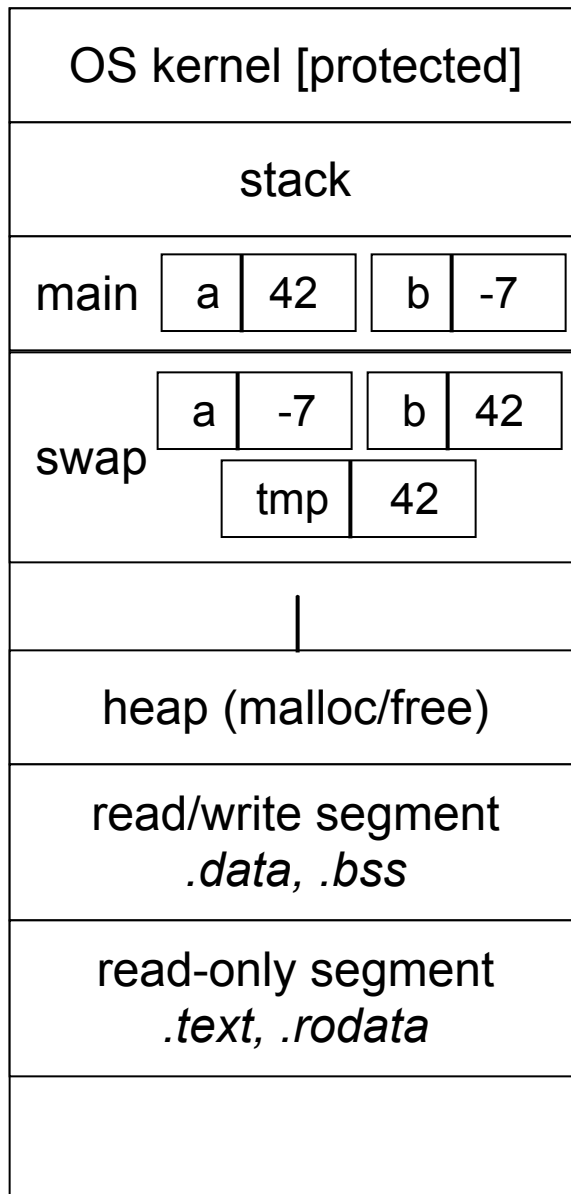 OS kernel [protected]
stack
main a 42 b -7
a -7 b 42
swap
tmp 42
heap (malloc/free)
read/write segment
.data, .bss
read-only segment
.text, .rodata